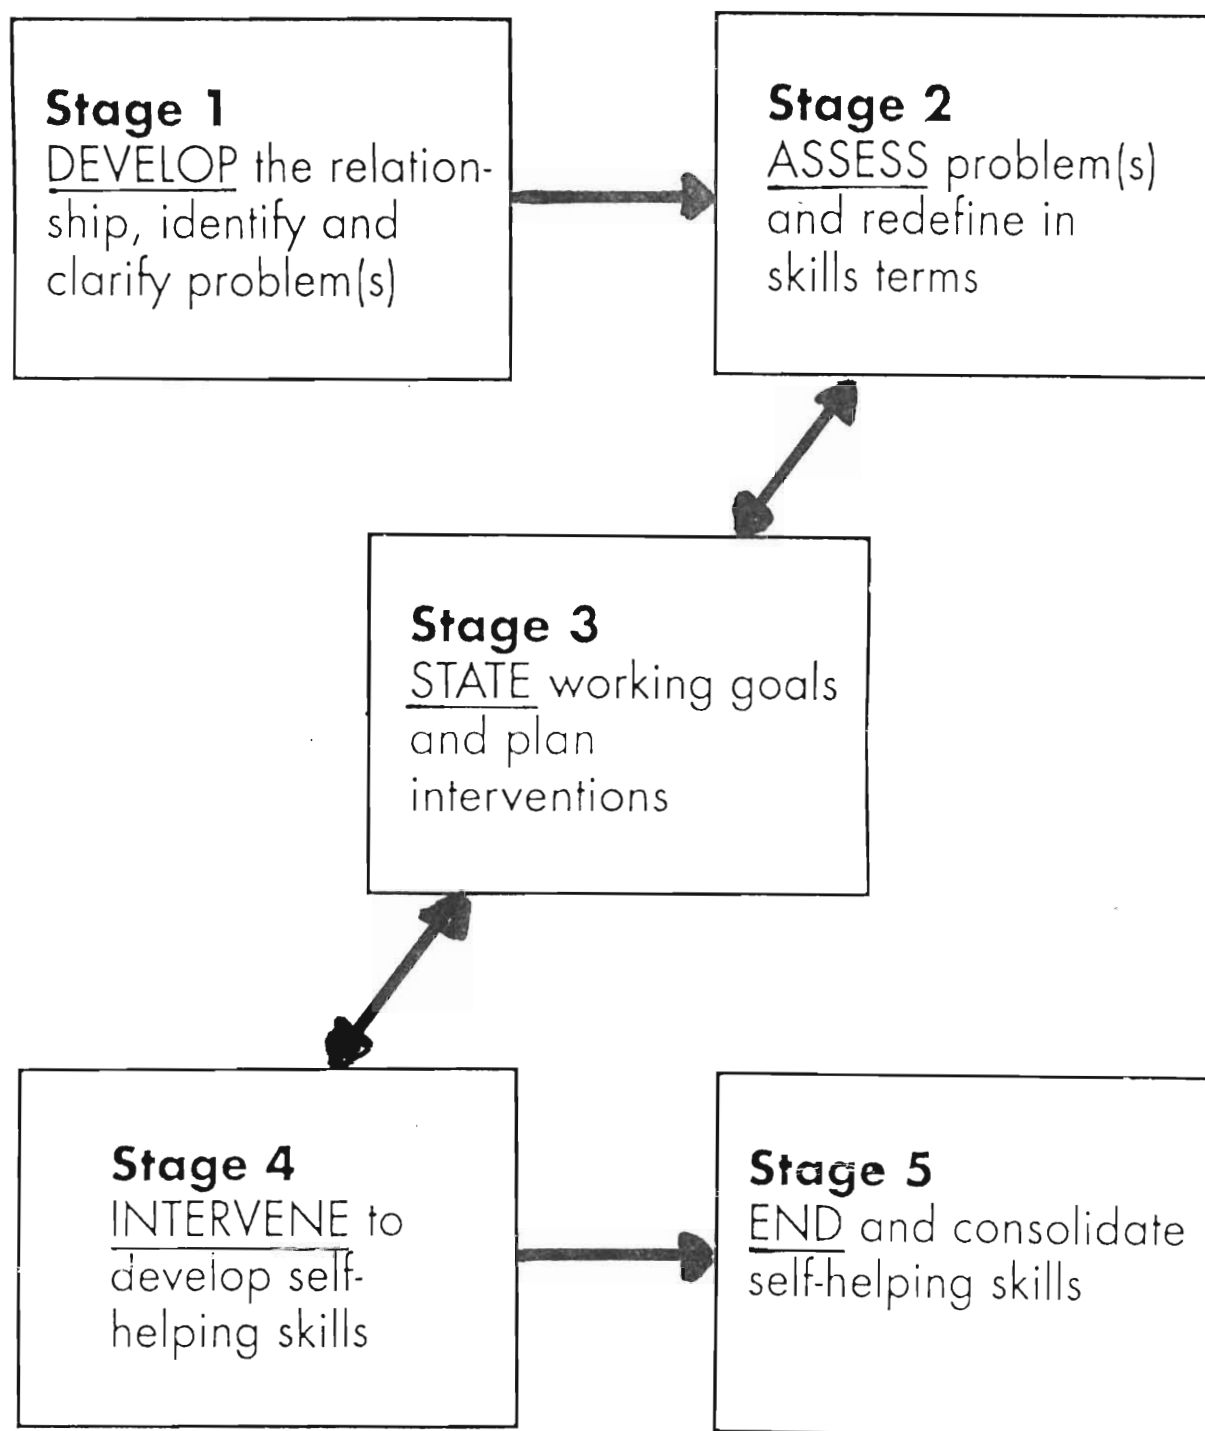 Stage 1
DEVELOP the relation-
ship, identify and
clarify problem(s)
Stage 2
ASSESS problem(s)
and redefine in
skills terms
Stage 3
STATE working goals
and plan
interventions
Stage 4
INTERVENE to
develop self-
helping skills
Stage 5
END and consolidate
self-helping skills